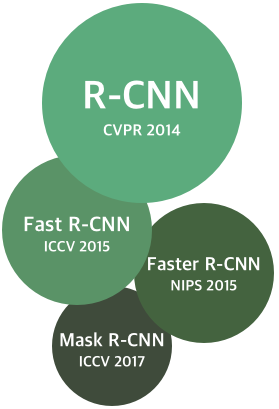 R-CNN
CVPR 2014
Fast R-CNN
ICCV 2015
Faster R-CNN
NIPS 2015
Mask R-CNN
ICCV 2017